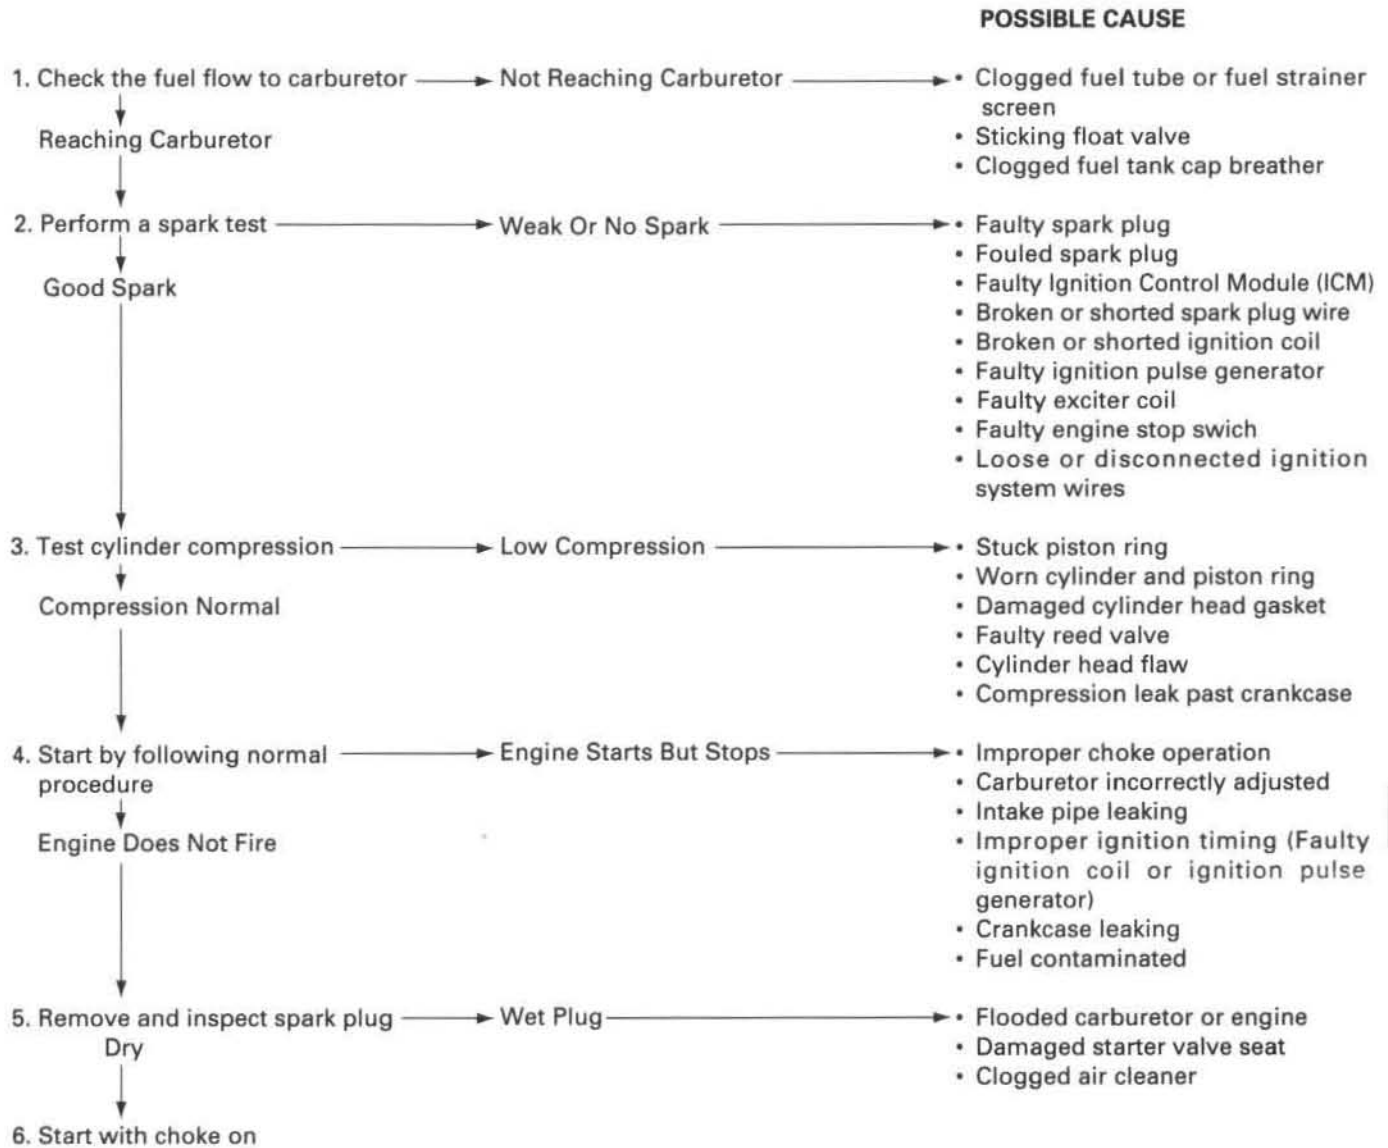 POSSIBLE CAUSE
1. Check the fuel flow to carburetor
Not Reaching Carburetor
• Clogged fuel tube or fuel strainer
screen
• Sticking float valve
• Clogged fuel tank cap breather
Reaching Carburetor
2. Perform a spark test
Weak Or No Spark
• Faulty spark plug
• Fouled spark plug
• Faulty Ignition Control Module (ICM)
• Broken or shorted spark plug wire
• Broken or shorted ignition coil
• Faulty ignition pulse generator
• Faulty exciter coil
• Faulty engine stop swich
• Loose or disconnected ignition
system wires
Good Spark
3. Test cylinder compression
Low Compression
• Stuck piston ring
• Worn cylinder and piston ring
• Damaged cylinder head gasket
• Faulty reed valve
• Cylinder head flaw
• Compression leak past crankcase
Compression Normal
4. Start by following normal
procedure
Engine Starts But Stops
• Improper choke operation
• Carburetor incorrectly adjusted
• Intake pipe leaking
• Improper ignition timing (Faulty
ignition coil or ignition pulse
generator)
• Crankcase leaking
• Fuel contaminated
Engine Does Not Fire
5. Remove and inspect spark plug
Wet Plug
• Flooded carburetor or engine
• Damaged starter valve seat
• Clogged air cleaner
Dry
6. Start with choke on